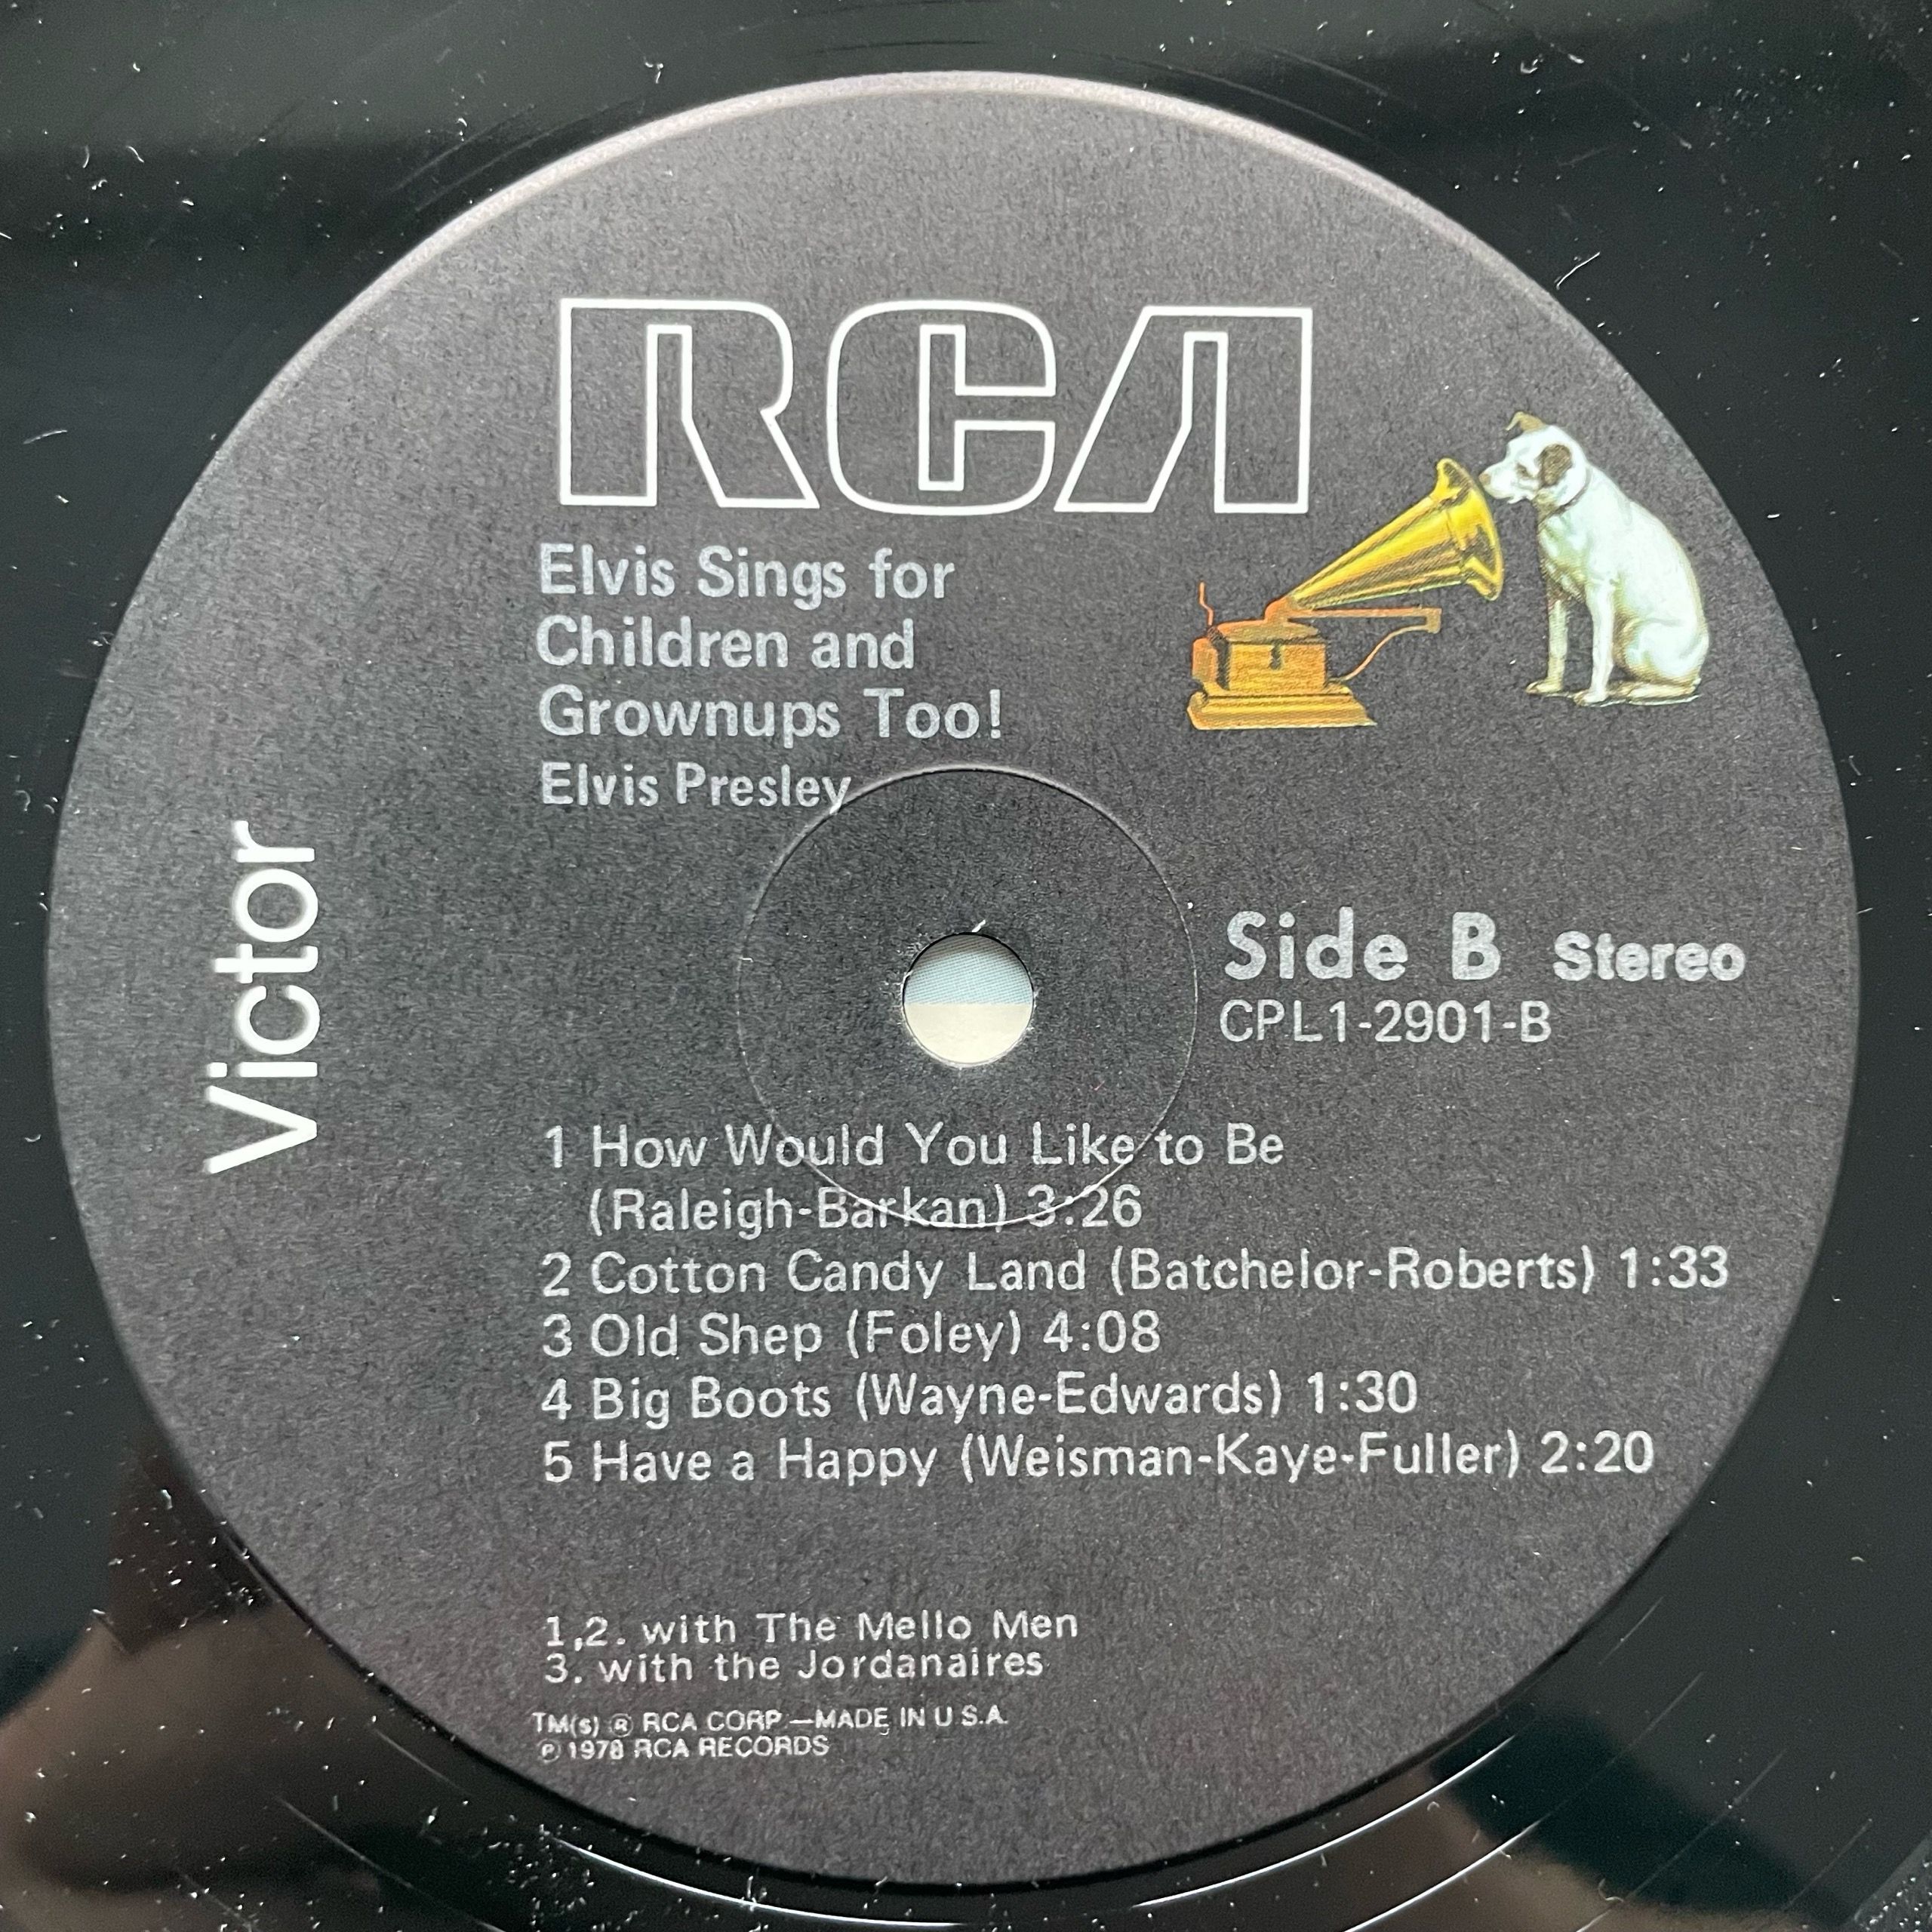 RCA
Elvis Sings for
Children and
Grownups Too!
Elvis Presley
Victor
Side B Stereo
CPL1-2901-B
1 How Would You Like to Be
(Raleigh-Barkan) 3:26
2 Cotton Candy Land (Batchelor-Roberts) 1:33
3 Old Shep (Foley) 4:08
4 Big Boots (Wayne-Edwards) 1:30
5 Have a Happy (Weisman-Kaye-Fuller) 2:20
1,2. with The Mello Men
3. with the Jordanaires
TM(s) ® RCA CORP.—MADE IN U.S.A.
℗ 1978 RCA RECORDS